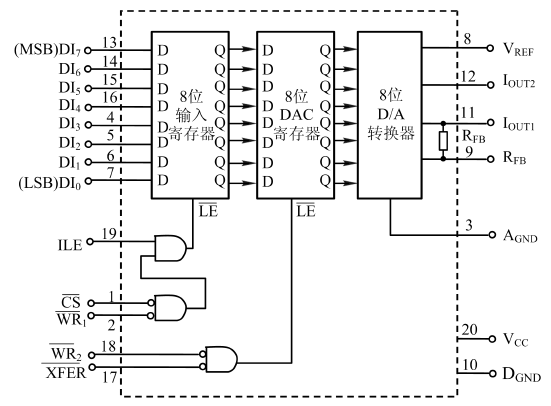 (MSB)DI7 13 D Q D Q 8 VREF
DI6 14 D Q D Q 12 IOUT2
DI5 15 D 8位 Q D 8位 Q 8位
DI4 16 D 输入 Q D DAC Q D/A 11 IOUT1
DI3 4 D 寄存器 Q D 寄存器 Q 转换器 RFB
DI2 5 D Q D Q 9 RFB
DI1 6 D Q D Q
(LSB)DI0 7 D Q D Q
LE LE
ILE 19 3 AGND
CS 1
WR1 2
20 VCC
WR2 18
XFER 17 10 DGND